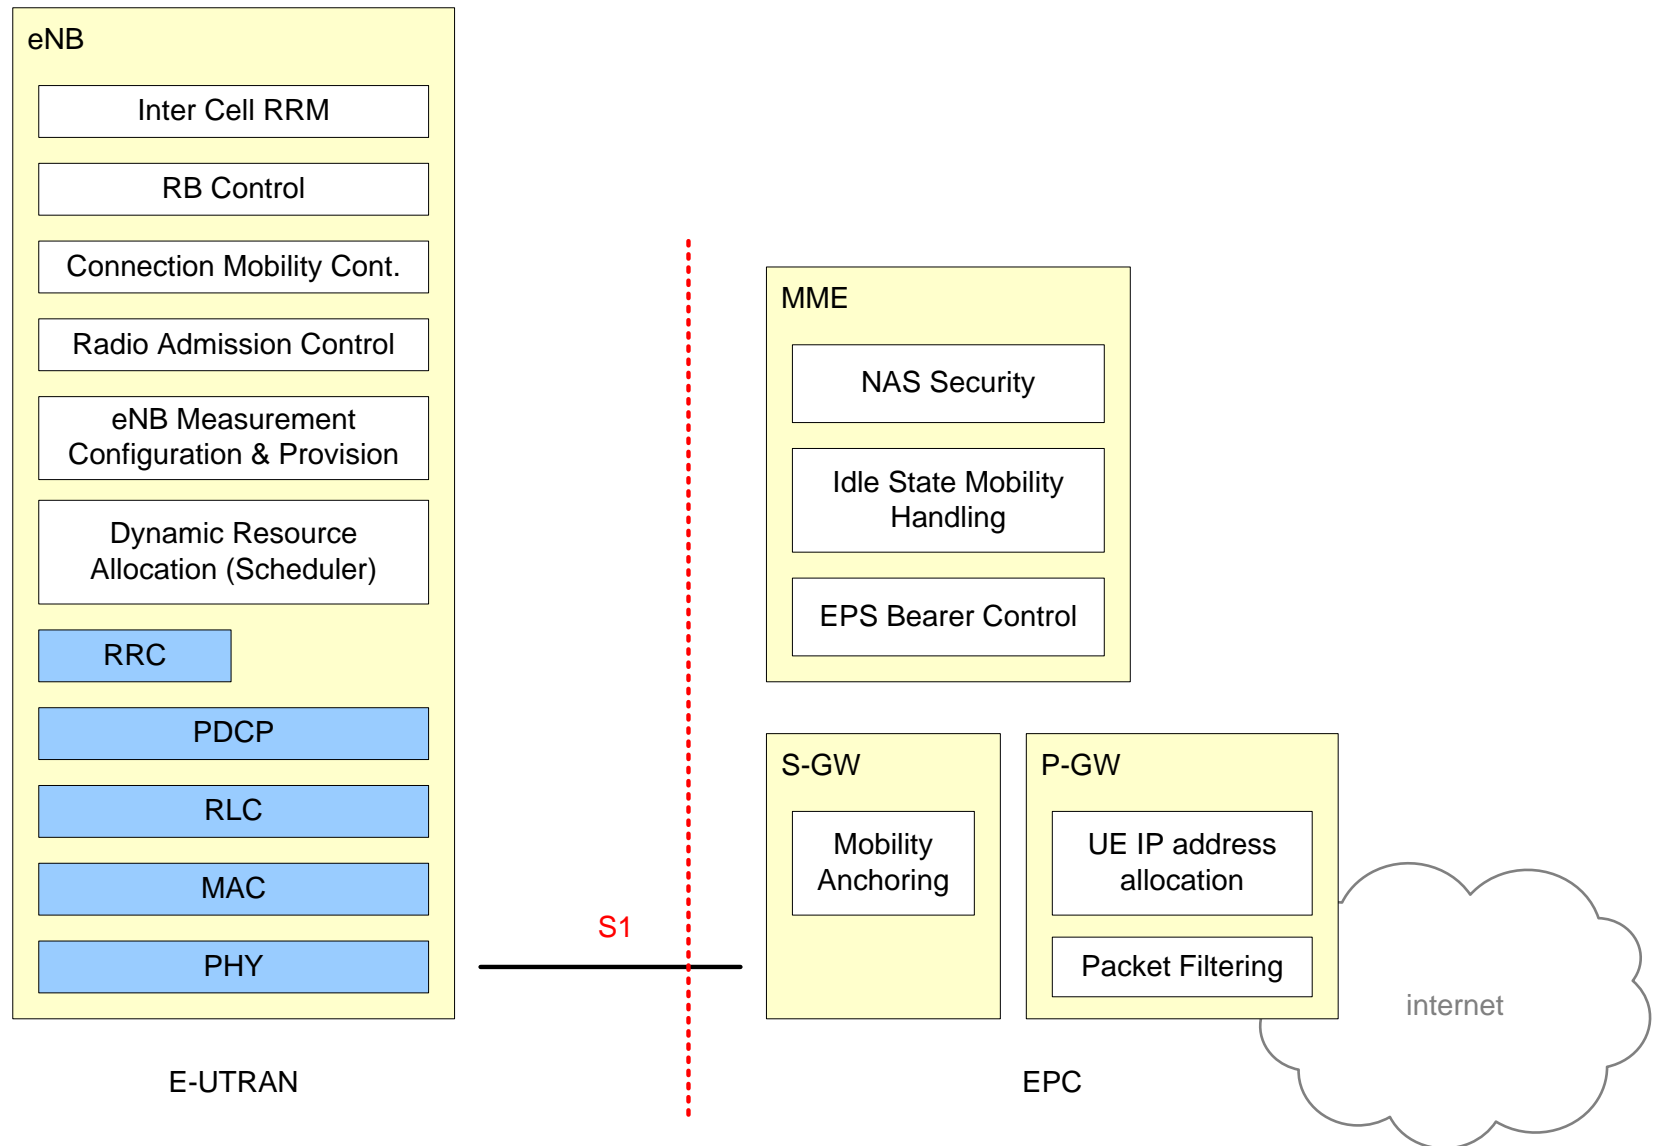 eNB
Inter Cell RRM
RB Control
Connection Mobility Cont.
Radio Admission Control
eNB Measurement
Configuration & Provision
Dynamic Resource
Allocation (Scheduler)
RRC
PDCP
RLC
MAC
PHY
E-UTRAN
S1
MME
NAS Security
Idle State Mobility
Handling
EPS Bearer Control
S-GW
Mobility
Anchoring
P-GW
UE IP address
allocation
Packet Filtering
internet
EPC